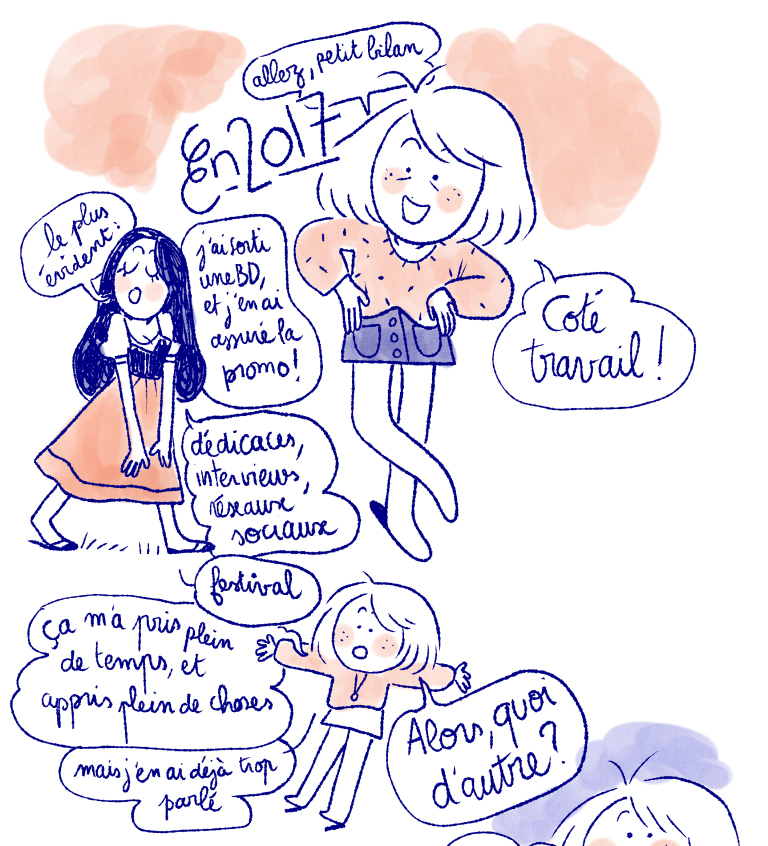 allez, petit bilan
En 2017
Coté
travail !
le plus
évident :
j'ai sorti
une BD,
et j'en ai
assuré la
promo !
dédicaces,
interviews,
réseaux
sociaux
festival
ça m'a pris plein
de temps, et
appris plein de choses
mais j'en ai déjà trop
parlé
Alors, quoi
d'autre ?